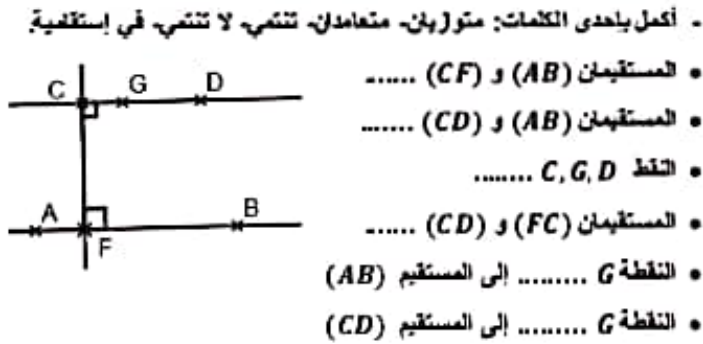 - أكمل بإحدى الكلمات: متوازيان- متعامدان- تنتمي- لا تنتمي- في إستقامية.
• المستقيمان (AB) و (CF) .......
• المستقيمان (AB) و (CD) .......
• النقط C, G, D ........
• المستقيمان (FC) و (CD) .......
• النقطة G ......... إلى المستقيم (AB)
• النقطة G ......... إلى المستقيم (CD)
C G D
A F B